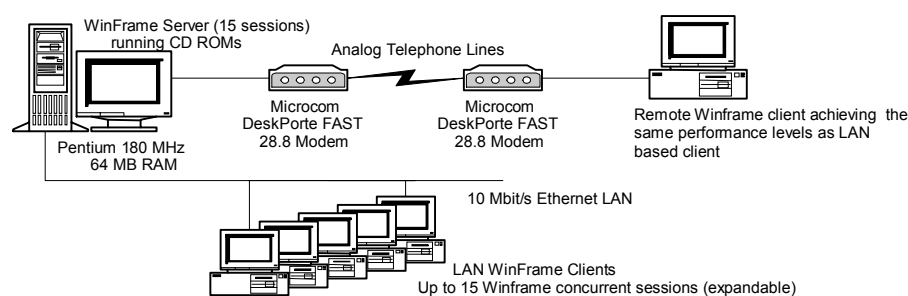 WinFrame Server (15 sessions)
running CD ROMs
Analog Telephone Lines
Microcom
DeskPorte FAST
28.8 Modem
Microcom
DeskPorte FAST
28.8 Modem
Remote Winframe client achieving the
same performance levels as LAN
based client
Pentium 180 MHz
64 MB RAM
10 Mbit/s Ethernet LAN
LAN WinFrame Clients
Up to 15 Winframe concurrent sessions (expandable)